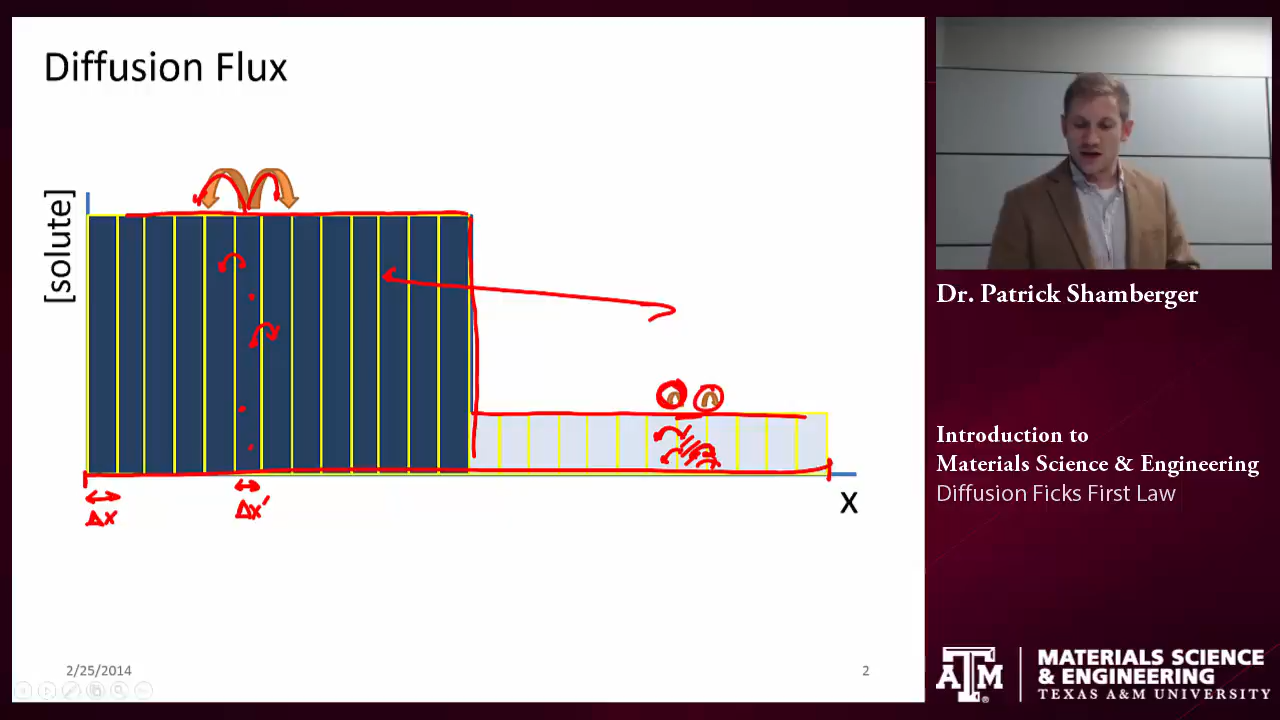 Diffusion Flux
[solute]
Δx
Δx'
X
2/25/2014
2
Dr. Patrick Shamberger
Introduction to
Materials Science & Engineering
Diffusion Ficks First Law
ATM
MATERIALS SCIENCE
& ENGINEERING
TEXAS A&M UNIVERSITY